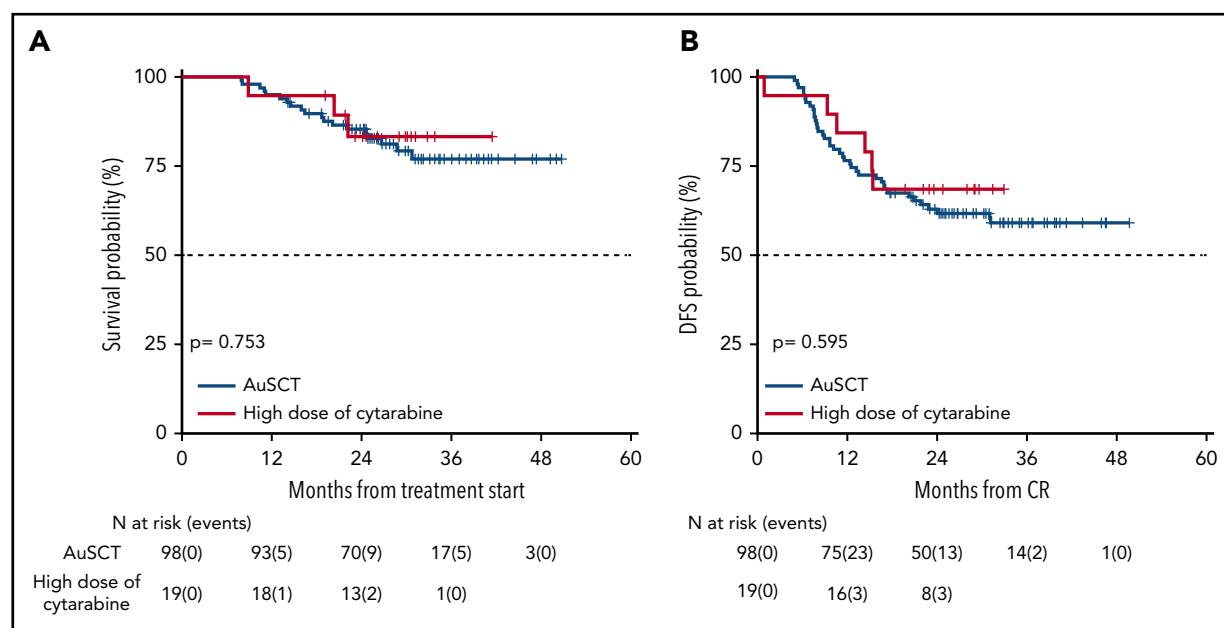 A
Survival probability (%)
100
75
50
25
0
p= 0.753
AuSCT
High dose of cytarabine
0 12 24 36 48 60
Months from treatment start
N at risk (events)
AuSCT 98(0) 93(5) 70(9) 17(5) 3(0)
High dose of
cytarabine 19(0) 18(1) 13(2) 1(0)
B
DFS probability (%)
100
75
50
25
0
p= 0.595
AuSCT
High dose of cytarabine
0 12 24 36 48 60
Months from CR
N at risk (events)
98(0) 75(23) 50(13) 14(2) 1(0)
19(0) 16(3) 8(3)